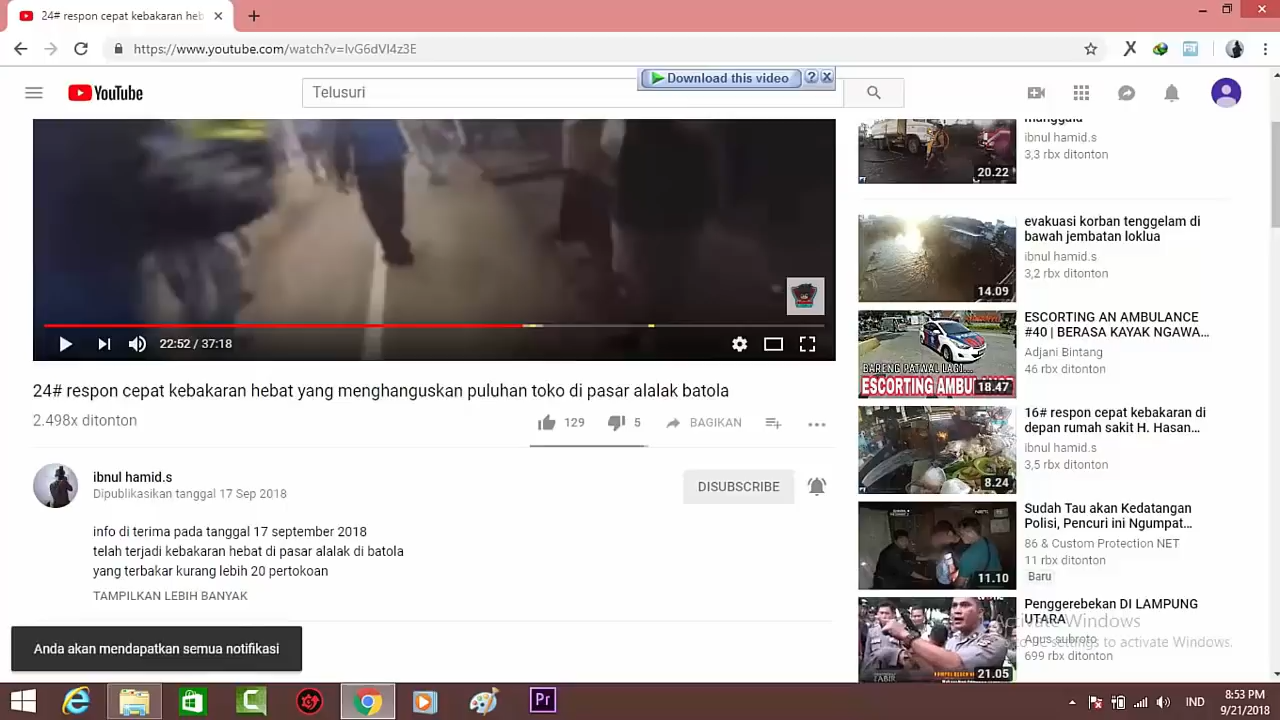 24# respon cepat kebakaran heb
https://www.youtube.com/watch?v=IvG6dVI4z3E
YouTube
Telusuri
Download this video
22:52 / 37:18
24# respon cepat kebakaran hebat yang menghanguskan puluhan toko di pasar alalak batola
2.498x ditonton
129
5
BAGIKAN
ibnul hamid.s
Dipublikasikan tanggal 17 Sep 2018
DISUBSCRIBE
info di terima pada tanggal 17 september 2018
telah terjadi kebakaran hebat di pasar alalak di batola
yang terbakar kurang lebih 20 pertokoan
TAMPILKAN LEBIH BANYAK
Anda akan mendapatkan semua notifikasi
manggala
ibnul hamid.s
3,3 rbx ditonton
20.22
evakuasi korban tenggelam di
bawah jembatan loklua
ibnul hamid.s
3,2 rbx ditonton
14.09
ESCORTING AN AMBULANCE
#40 | BERASA KAYAK NGAWA...
Adjani Bintang
46 rbx ditonton
BARENG PATWAL LAGI...
ESCORTING AMBU
18.47
16# respon cepat kebakaran di
depan rumah sakit H. Hasan...
ibnul hamid.s
3,5 rbx ditonton
8.24
Sudah Tau akan Kedatangan
Polisi, Pencuri ini Ngumpat...
86 & Custom Protection NET
11 rbx ditonton
Baru
11.10
Penggerebekan DI LAMPUNG
UTARA
Agus subroto
699 rbx ditonton
21.05
Activate Windows
to PC settings to activate Windows.
Pr
IND
8:53 PM
9/21/2018